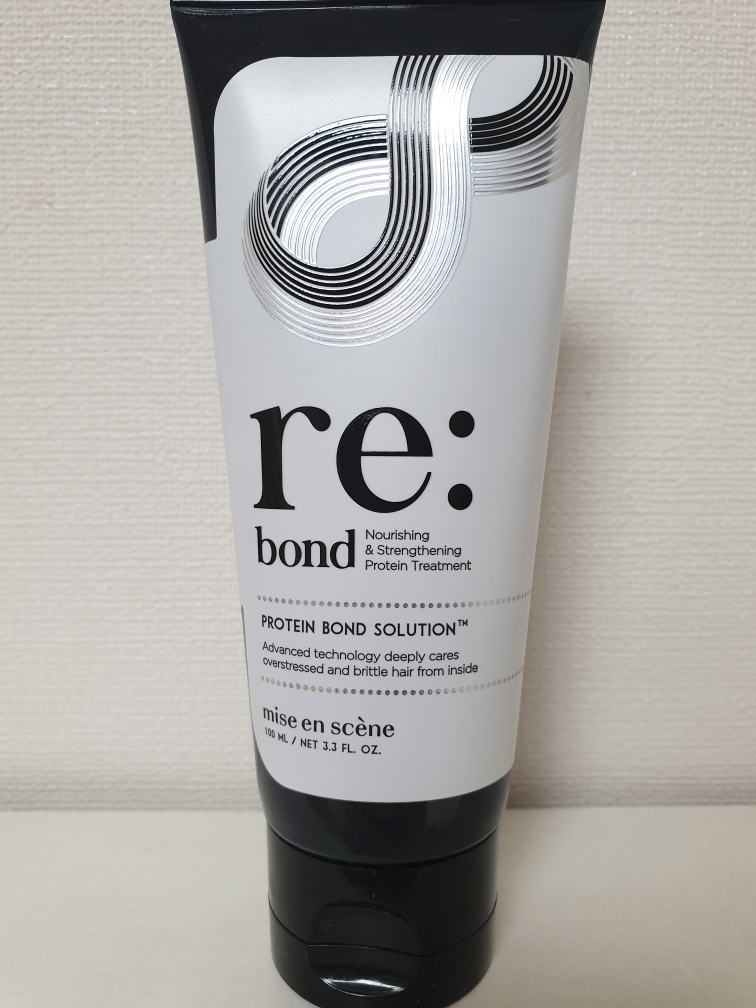 re:
bond
Nourishing
& Strengthening
Protein Treatment
PROTEIN BOND SOLUTION™
Advanced technology deeply cares
overstressed and brittle hair from inside
mise en scène
100 ML / NET 3.3 FL. OZ.